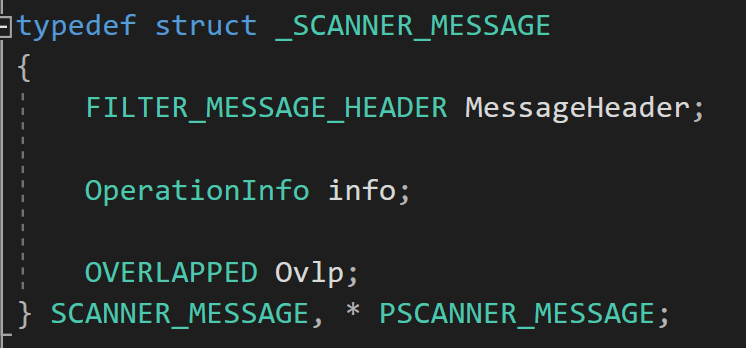 typedef struct _SCANNER_MESSAGE
{
FILTER_MESSAGE_HEADER MessageHeader;
OperationInfo info;
OVERLAPPED Ovlp;
} SCANNER_MESSAGE, * PSCANNER_MESSAGE;